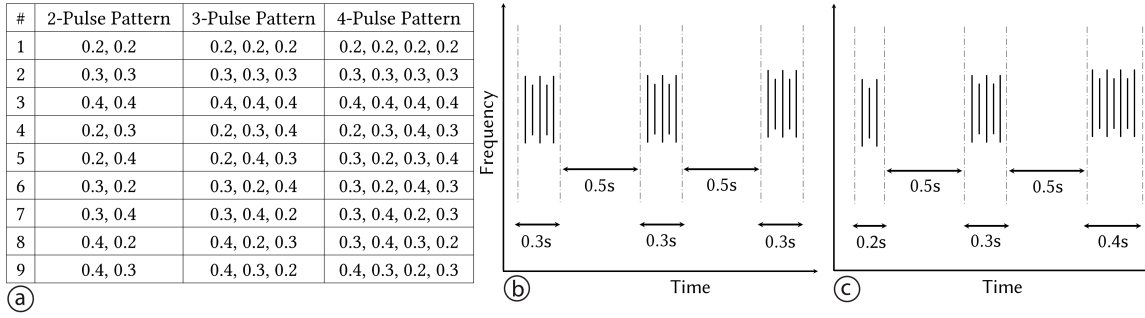 # 2-Pulse Pattern 3-Pulse Pattern 4-Pulse Pattern
1 0.2, 0.2 0.2, 0.2, 0.2 0.2, 0.2, 0.2, 0.2
2 0.3, 0.3 0.3, 0.3, 0.3 0.3, 0.3, 0.3, 0.3
3 0.4, 0.4 0.4, 0.4, 0.4 0.4, 0.4, 0.4, 0.4
4 0.2, 0.3 0.2, 0.3, 0.4 0.2, 0.3, 0.4, 0.3
5 0.2, 0.4 0.2, 0.4, 0.3 0.3, 0.2, 0.3, 0.4
6 0.3, 0.2 0.3, 0.2, 0.4 0.3, 0.2, 0.4, 0.3
7 0.3, 0.4 0.3, 0.4, 0.2 0.3, 0.4, 0.2, 0.3
8 0.4, 0.2 0.4, 0.2, 0.3 0.3, 0.4, 0.3, 0.2
9 0.4, 0.3 0.4, 0.3, 0.2 0.4, 0.3, 0.2, 0.3
a
Frequency
0.5s 0.5s
0.3s 0.3s 0.3s
b Time
0.5s 0.5s
0.2s 0.3s 0.4s
c Time